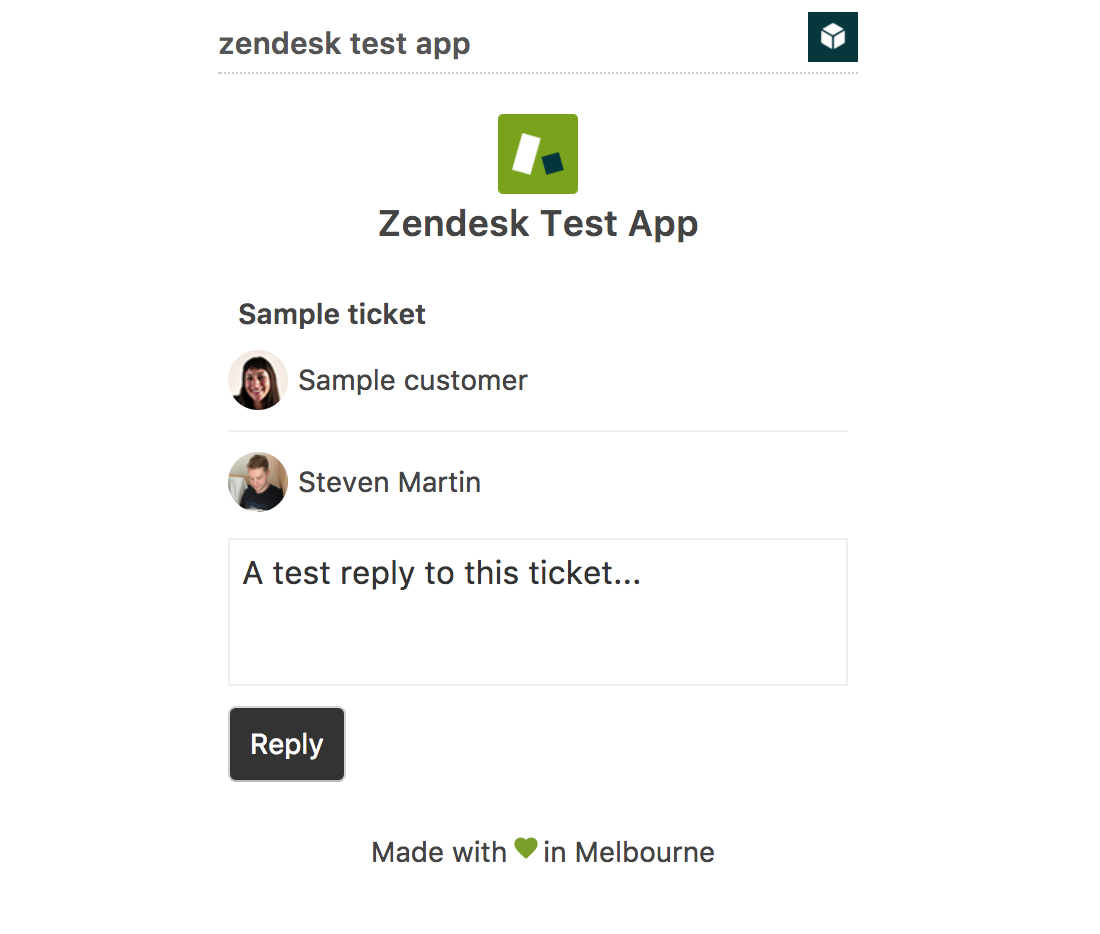 zendesk test app
Zendesk Test App
Sample ticket
Sample customer
Steven Martin
A test reply to this ticket...
Reply
Made with in Melbourne